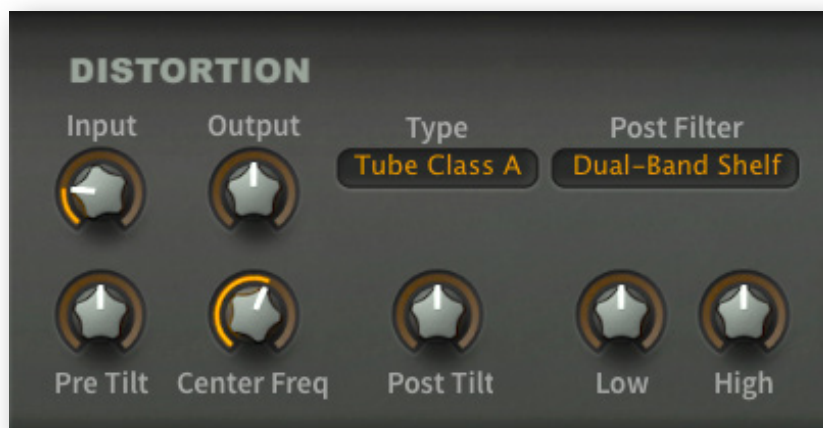 DISTORTION
Input Output Type Post Filter
Tube Class A Dual-Band Shelf
Pre Tilt Center Freq Post Tilt Low High